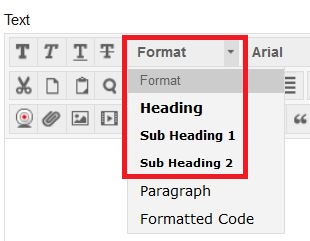 Text
T T T T Format Arial
Format
Heading
Sub Heading 1
Sub Heading 2
Paragraph
Formatted Code